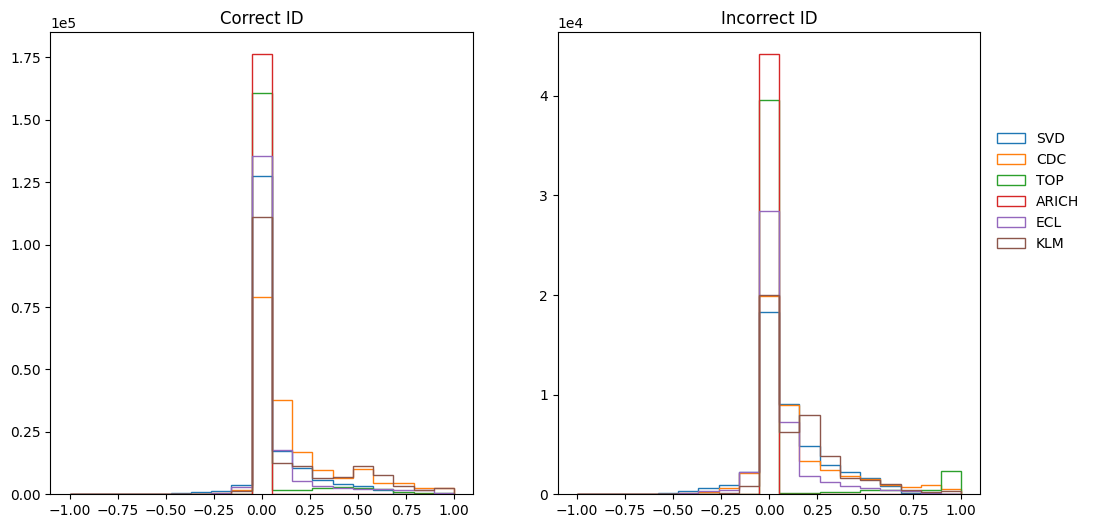 Correct ID
Incorrect ID
1e5
1e4
1.75
1.50
1.25
1.00
0.75
0.50
0.25
0.00
4
3
2
1
0
−1.00 −0.75 −0.50 −0.25 0.00 0.25 0.50 0.75 1.00
−1.00 −0.75 −0.50 −0.25 0.00 0.25 0.50 0.75 1.00
SVD
CDC
TOP
ARICH
ECL
KLM